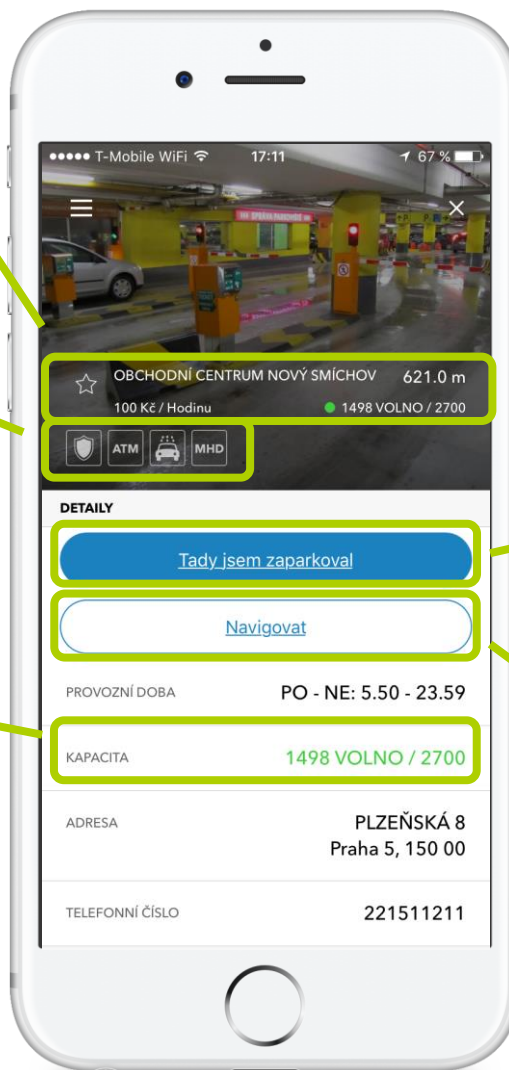 T-Mobile WiFi 17:11 67 %
OBCHODNÍ CENTRUM NOVÝ SMÍCHOV 621.0 m
100 Kč / Hodinu 1498 VOLNO / 2700
ATM MHD
DETAILY
Tady jsem zaparkoval
Navigovat
PROVOZNÍ DOBA PO - NE: 5.50 - 23.59
KAPACITA 1498 VOLNO / 2700
ADRESA PLZEŇSKÁ 8
Praha 5, 150 00
TELEFONNÍ ČÍSLO 221511211